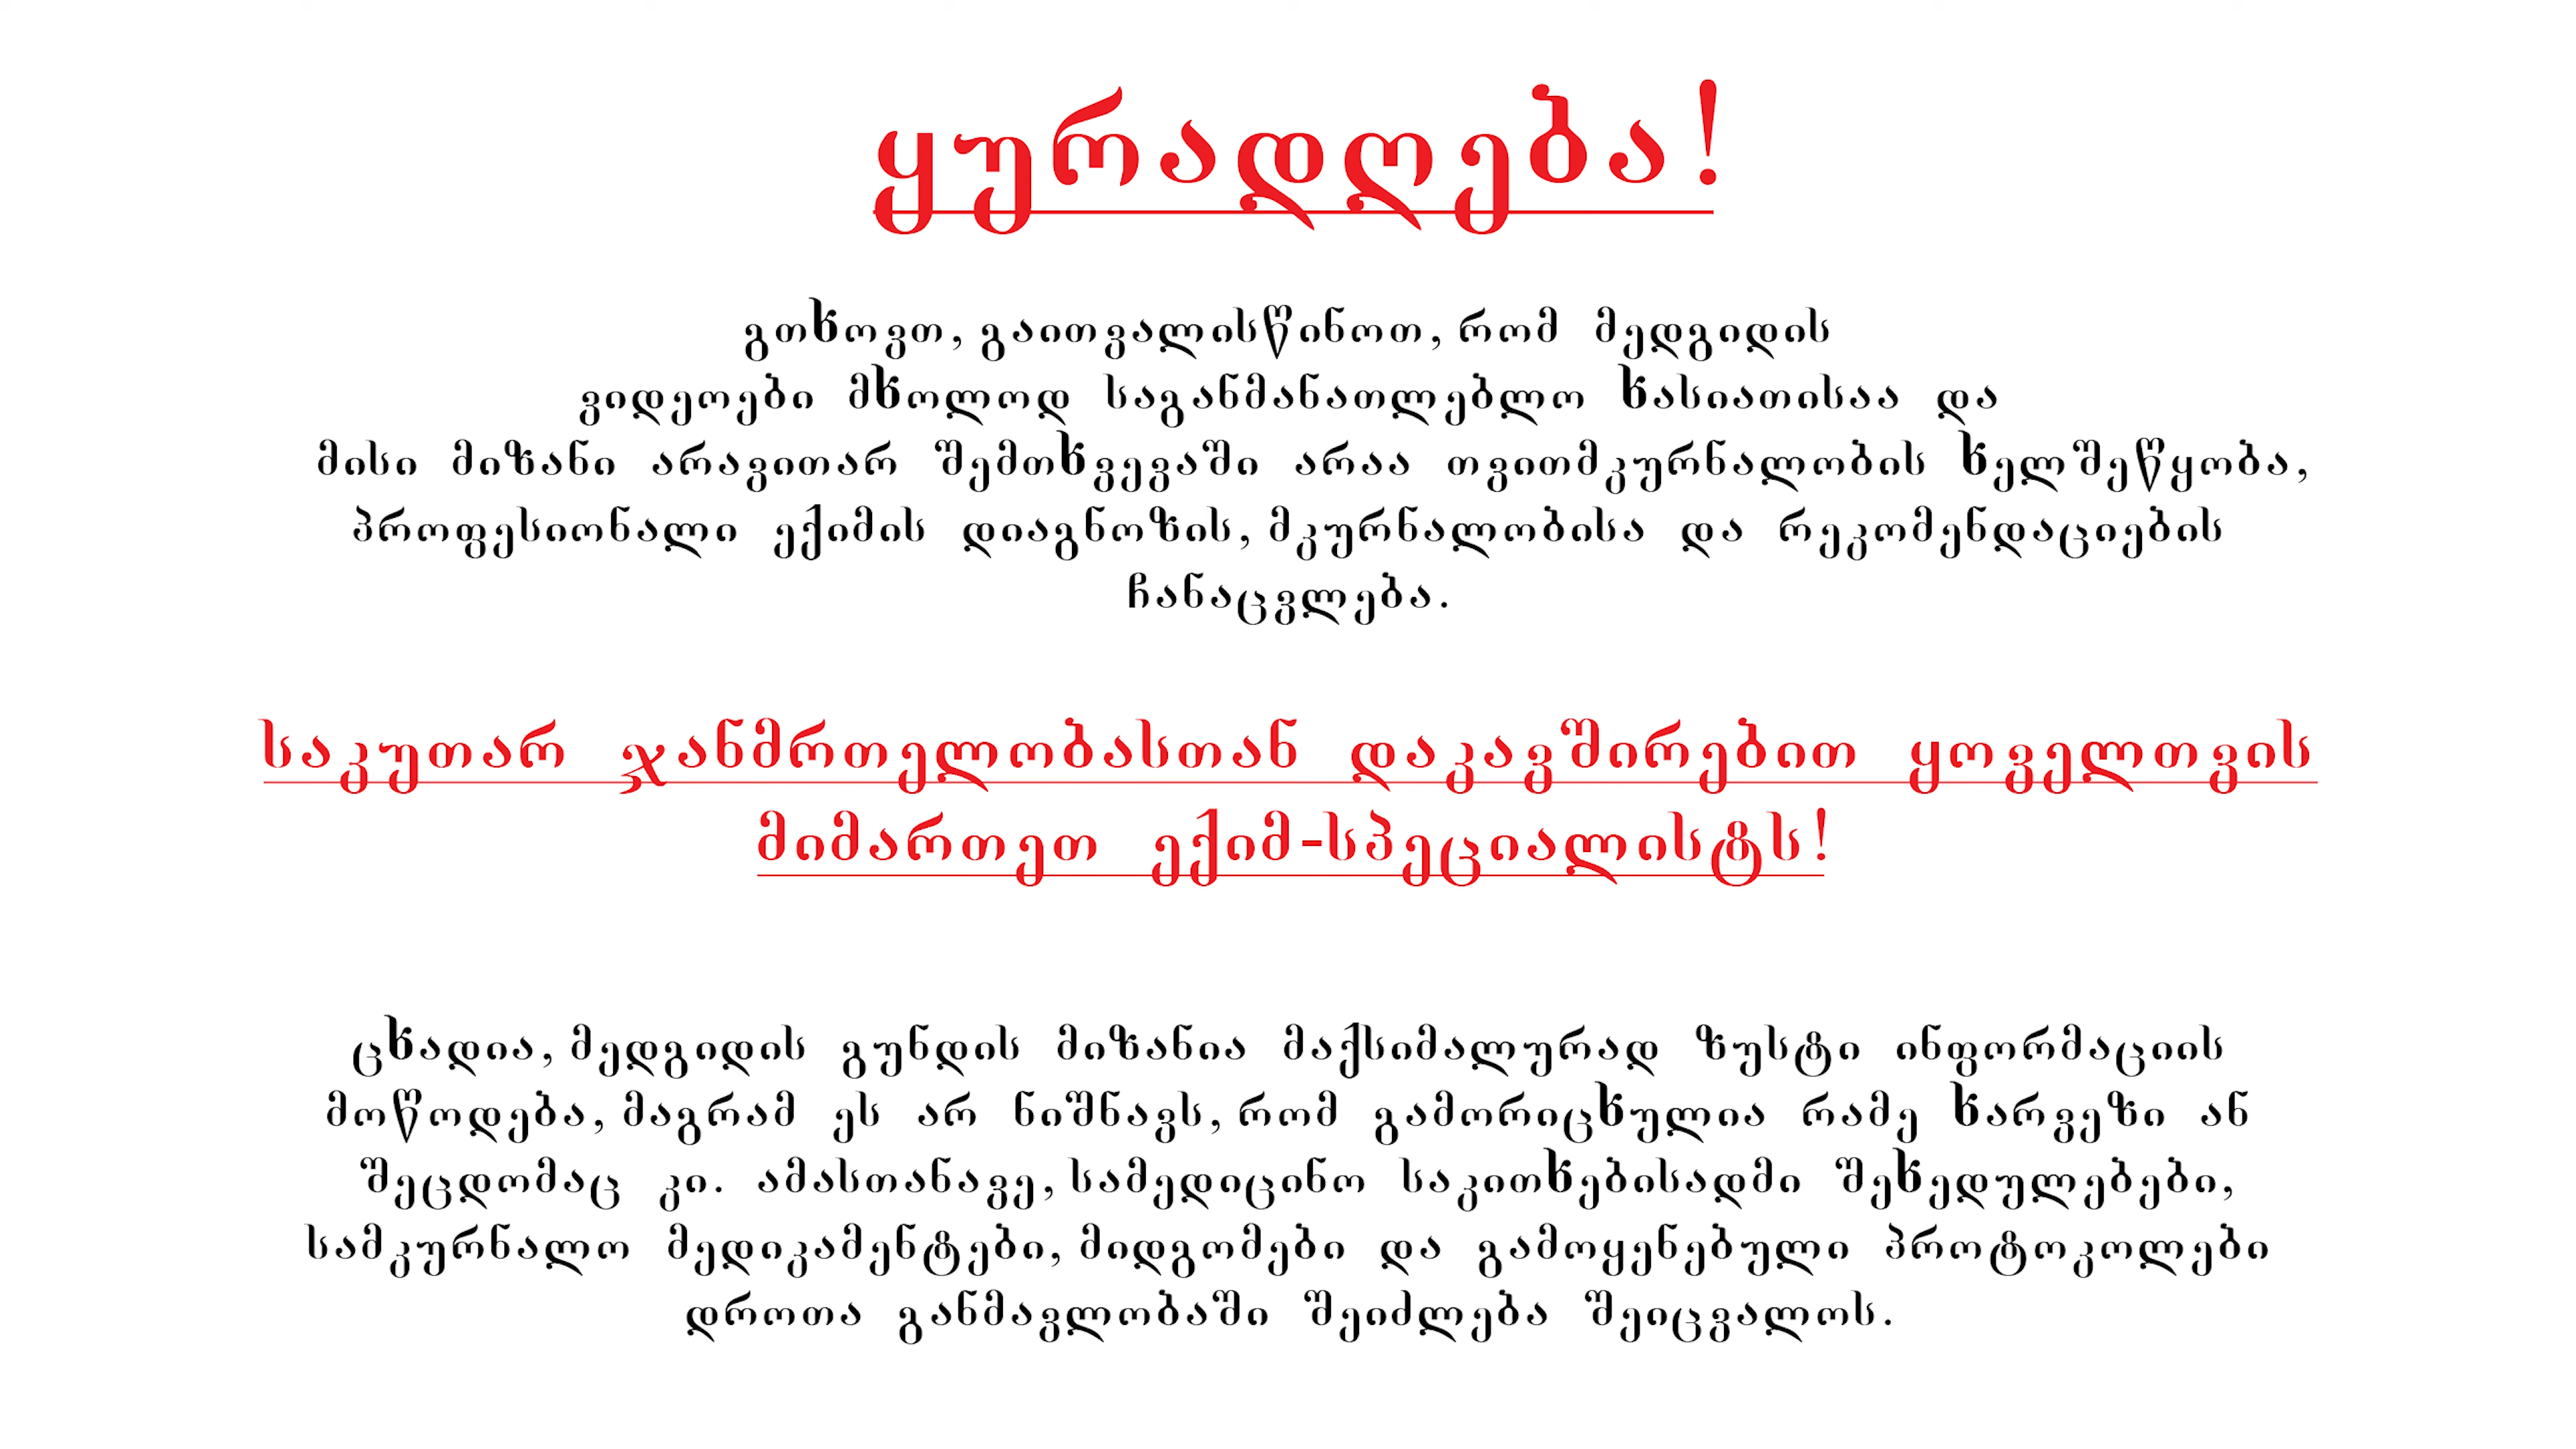 ყურადღება!
გთხოვთ, გაითვალისწინოთ, რომ მედგიდის
ვიდეოები მხოლოდ საგანმანათლებლო ხასიათისაა და
მისი მიზანი არავითარ შემთხვევაში არაა თვითმკურნალობის ხელშეწყობა,
პროფესიონალი ექიმის დიაგნოზის, მკურნალობისა და რეკომენდაციების
ჩანაცვლება.
საკუთარ ჯანმრთელობასთან დაკავშირებით ყოველთვის
მიმართეთ ექიმ-სპეციალისტს!
ცხადია, მედგიდის გუნდის მიზანია მაქსიმალურად ზუსტი ინფორმაციის
მოწოდება, მაგრამ ეს არ ნიშნავს, რომ გამორიცხულია რამე ხარვეზი ან
შეცდომაც კი. ამასთანავე, სამედიცინო საკითხებისადმი შეხედულებები,
სამკურნალო მედიკამენტები, მიდგომები და გამოყენებული პროტოკოლები
დროთა განმავლობაში შეიძლება შეიცვალოს.